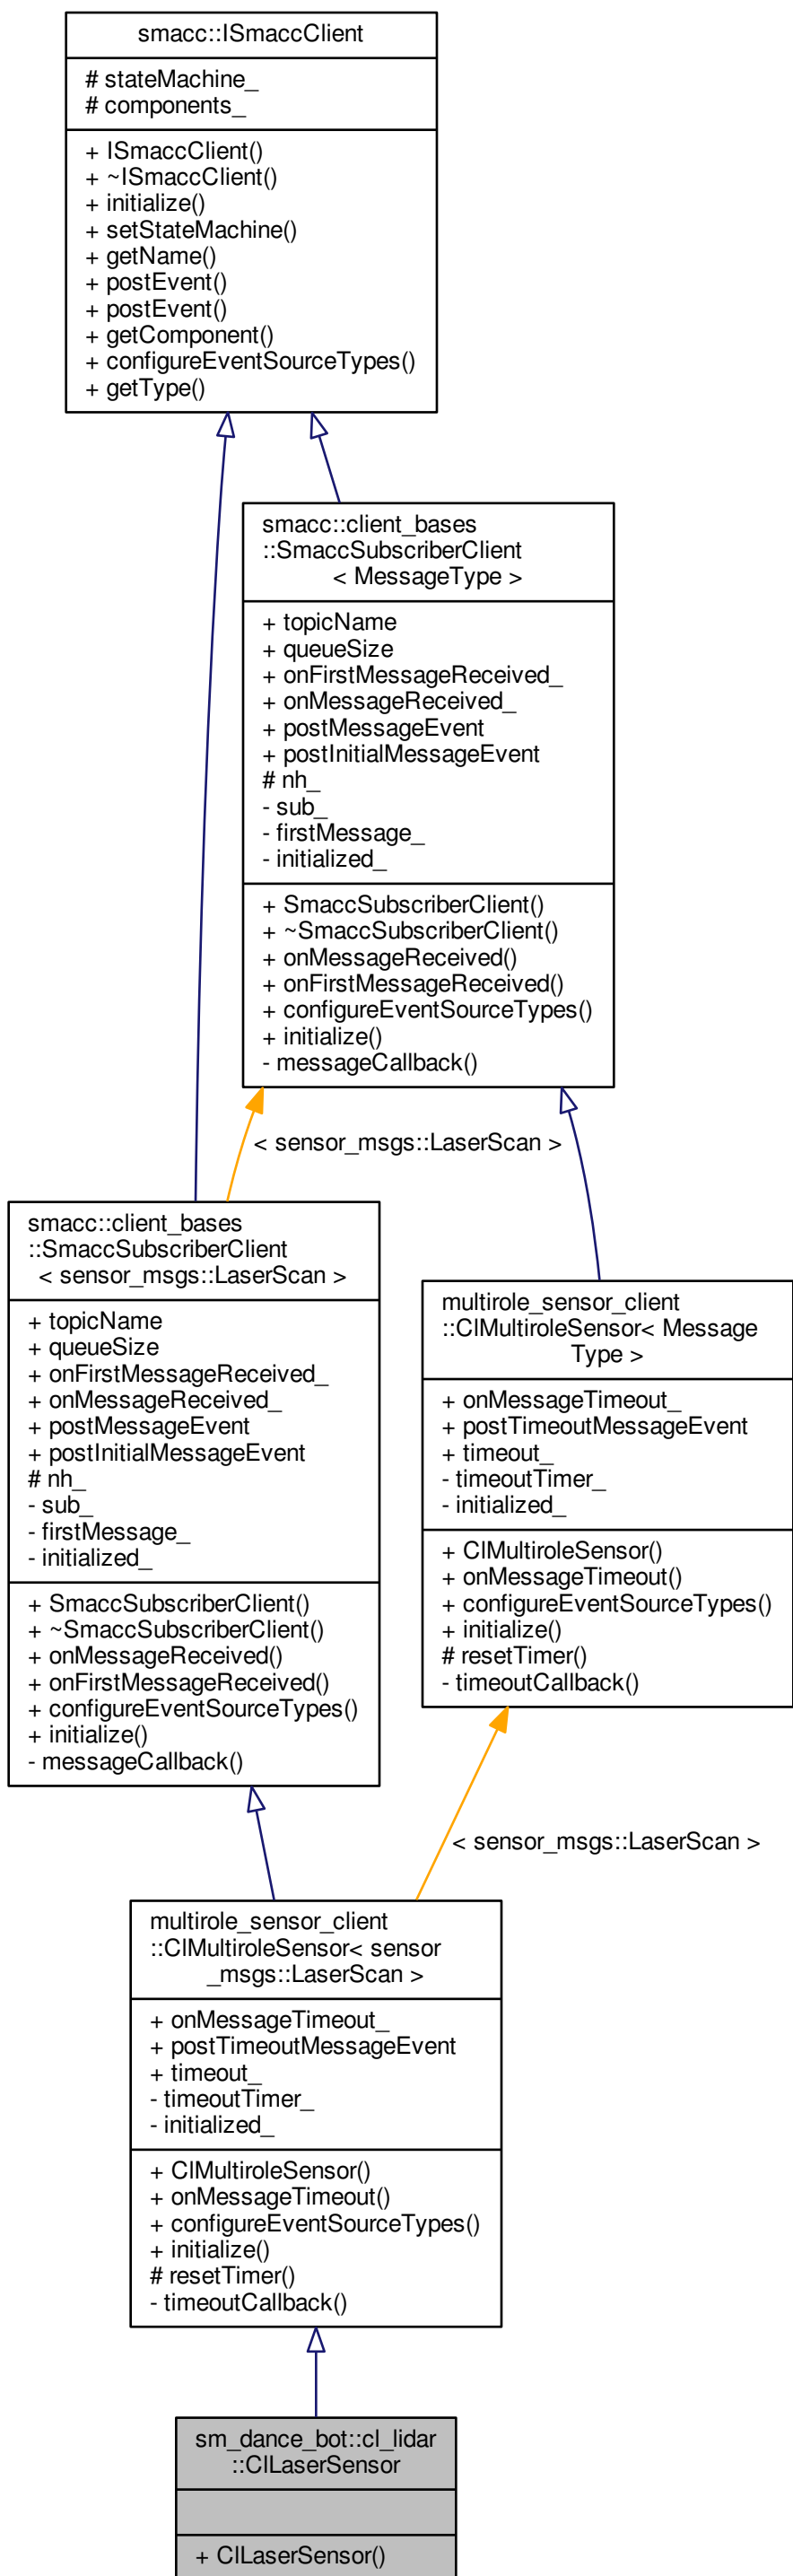 smacc::ISmaccClient
# stateMachine_
# components_
+ ISmaccClient()
+ ~ISmaccClient()
+ initialize()
+ setStateMachine()
+ getName()
+ postEvent()
+ postEvent()
+ getComponent()
+ configureEventSourceTypes()
+ getType()
smacc::client_bases
::SmaccSubscriberClient
< MessageType >
+ topicName
+ queueSize
+ onFirstMessageReceived_
+ onMessageReceived_
+ postMessageEvent
+ postInitialMessageEvent
# nh_
- sub_
- firstMessage_
- initialized_
+ SmaccSubscriberClient()
+ ~SmaccSubscriberClient()
+ onMessageReceived()
+ onFirstMessageReceived()
+ configureEventSourceTypes()
+ initialize()
- messageCallback()
< sensor_msgs::LaserScan >
smacc::client_bases
::SmaccSubscriberClient
< sensor_msgs::LaserScan >
+ topicName
+ queueSize
+ onFirstMessageReceived_
+ onMessageReceived_
+ postMessageEvent
+ postInitialMessageEvent
# nh_
- sub_
- firstMessage_
- initialized_
+ SmaccSubscriberClient()
+ ~SmaccSubscriberClient()
+ onMessageReceived()
+ onFirstMessageReceived()
+ configureEventSourceTypes()
+ initialize()
- messageCallback()
multirole_sensor_client
::ClMultiroleSensor< Message
Type >
+ onMessageTimeout_
+ postTimeoutMessageEvent
+ timeout_
- timeoutTimer_
- initialized_
+ ClMultiroleSensor()
+ onMessageTimeout()
+ configureEventSourceTypes()
+ initialize()
# resetTimer()
- timeoutCallback()
< sensor_msgs::LaserScan >
multirole_sensor_client
::ClMultiroleSensor< sensor
_msgs::LaserScan >
+ onMessageTimeout_
+ postTimeoutMessageEvent
+ timeout_
- timeoutTimer_
- initialized_
+ ClMultiroleSensor()
+ onMessageTimeout()
+ configureEventSourceTypes()
+ initialize()
# resetTimer()
- timeoutCallback()
sm_dance_bot::cl_lidar
::ClLaserSensor
+ ClLaserSensor()